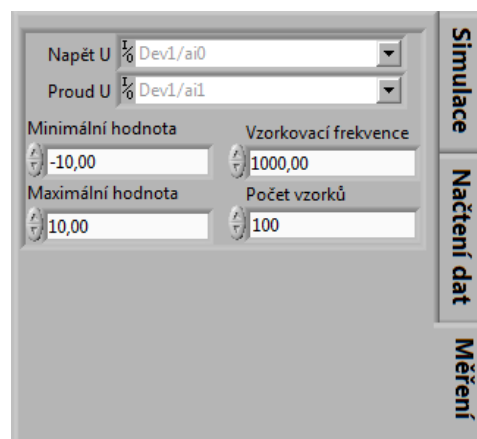 Napět U Dev1/ai0
Proud U Dev1/ai1
Minimální hodnota
-10,00
Vzorkovací frekvence
1000,00
Maximální hodnota
10,00
Počet vzorků
100
Simulace
Načtení dat
Měření